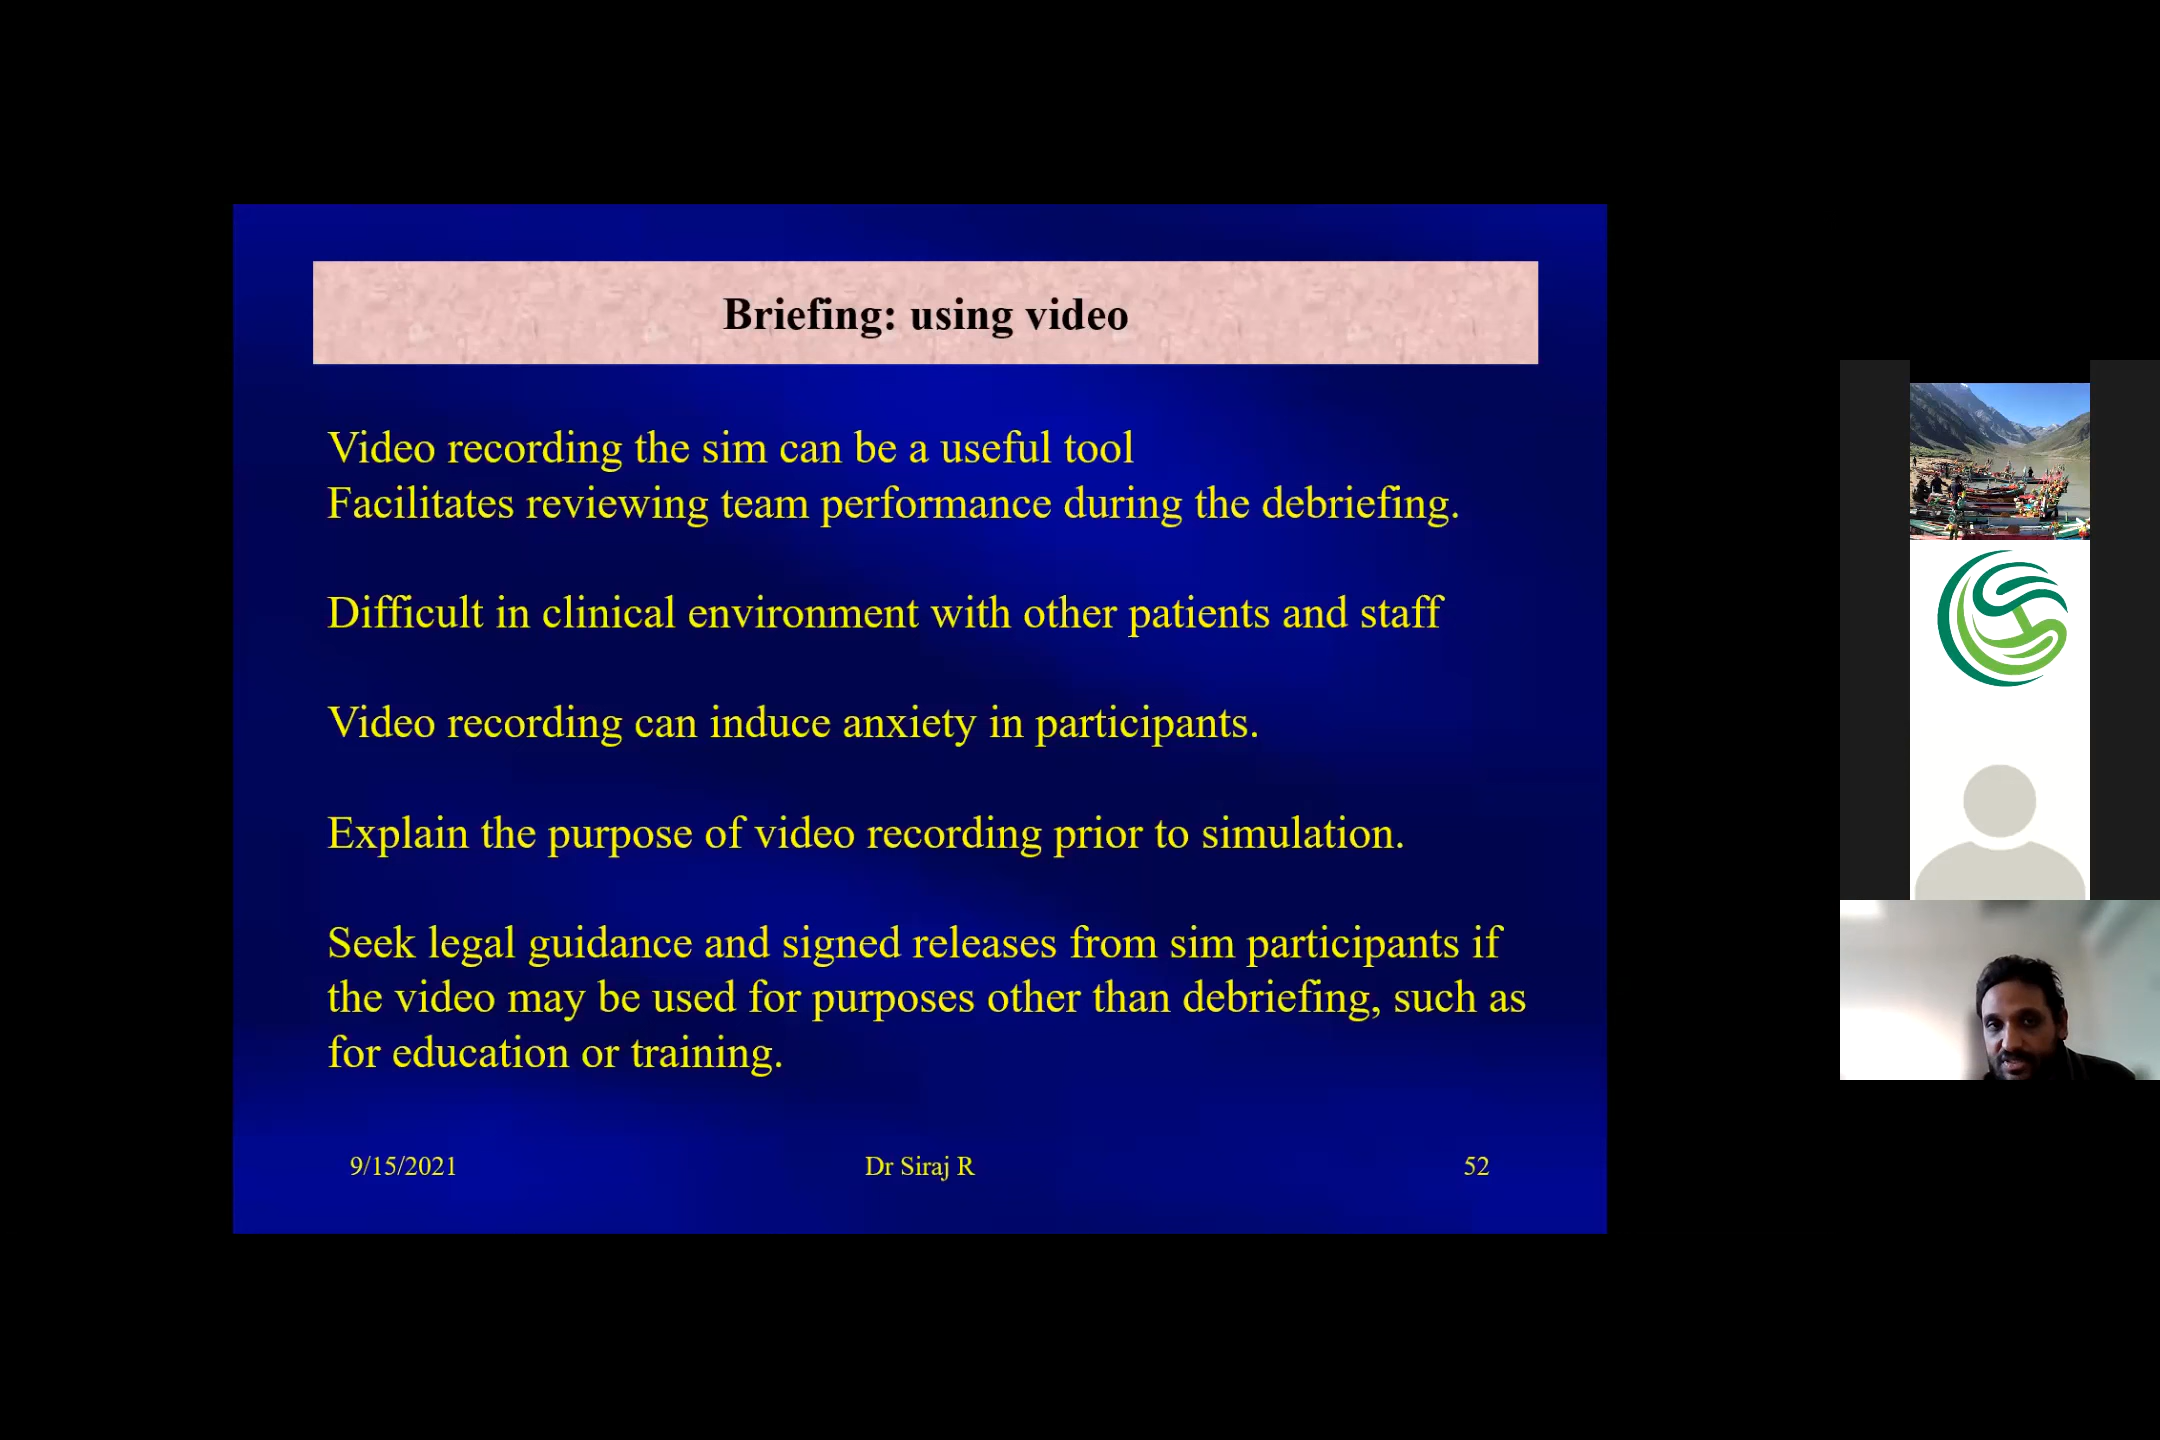 Briefing: using video
Video recording the sim can be a useful tool
Facilitates reviewing team performance during the debriefing.
Difficult in clinical environment with other patients and staff
Video recording can induce anxiety in participants.
Explain the purpose of video recording prior to simulation.
Seek legal guidance and signed releases from sim participants if
the video may be used for purposes other than debriefing, such as
for education or training.
9/15/2021
Dr Siraj R
52